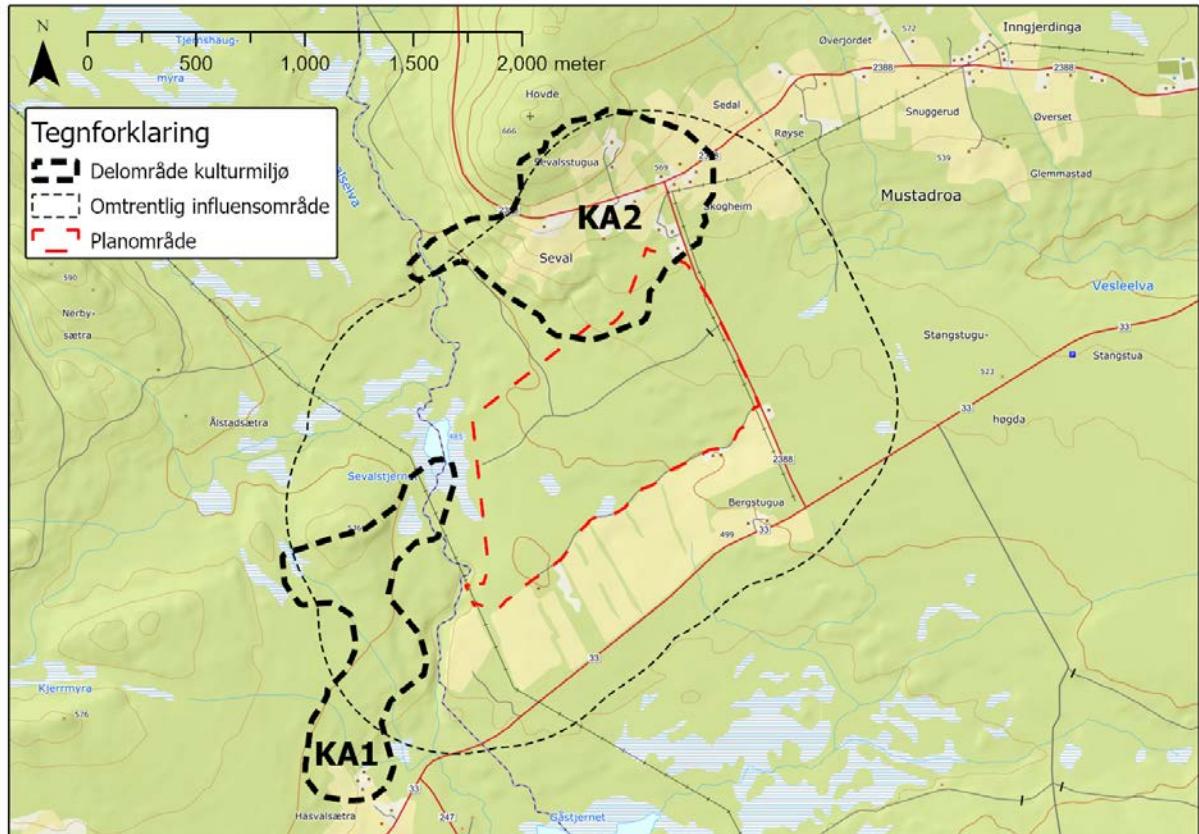 N
0
500
1,000
1,500
2,000 meter
Tjernshaug-
myra
Tegnforklaring
Delområde kulturmiljø
Omtrentlig influensområde
Planområde
Hovde
666
Sevalsstugua
Sedal
Røyse
Øverjordet
572
Inngjerdinga
2388
2388
Snuggerud
Øverset
539
Glemmastad
569
Skogheim
KA2
Seval
Mustadroa
590
Nerby-
sætra
Vesleelva
33
Stangstugu-
Stangstua
523
høgda
33
Ålstadsætra
485
Sevalstjernet
2388
Bergstugua
499
33
33
Kjerrmyra
576
KA1
33
Hasvalsætra
247
Gåstjernet